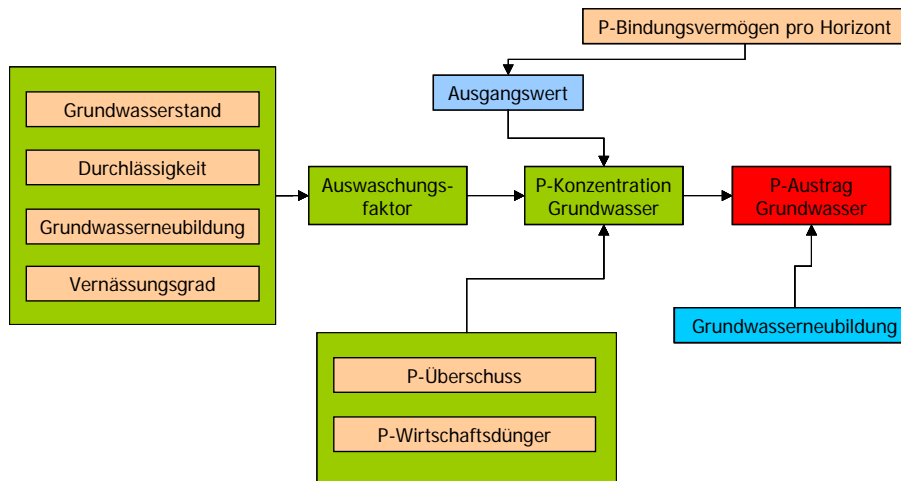 P-Bindungsvermögen pro Horizont
Ausgangswert
Grundwasserstand
Durchlässigkeit
Grundwasserneubildung
Vernässungsgrad
Auswaschungs-
faktor
P-Konzentration
Grundwasser
P-Austrag
Grundwasser
Grundwasserneubildung
P-Überschuss
P-Wirtschaftsdünger